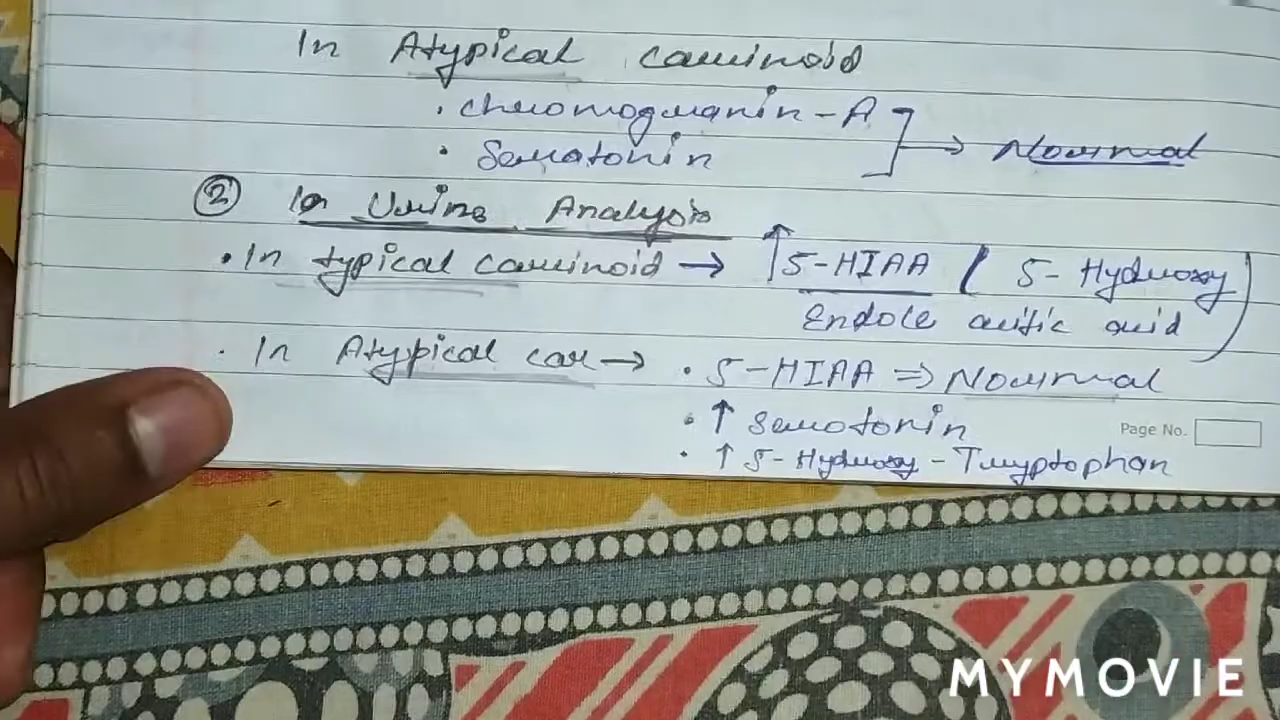 In Atypical carcinoid
• chromogranin-A
• Serotonin → Normal
② In Urine Analysis
• In typical carcinoid → ↑ 5-HIAA ( 5-Hydroxy
Endole acitic acid )
• In Atypical car → • 5-HIAA ⇒ Normal
• ↑ Serotonin
Page No.
• ↑ 5-Hydroxy-Tryptophan
MYMOVIE